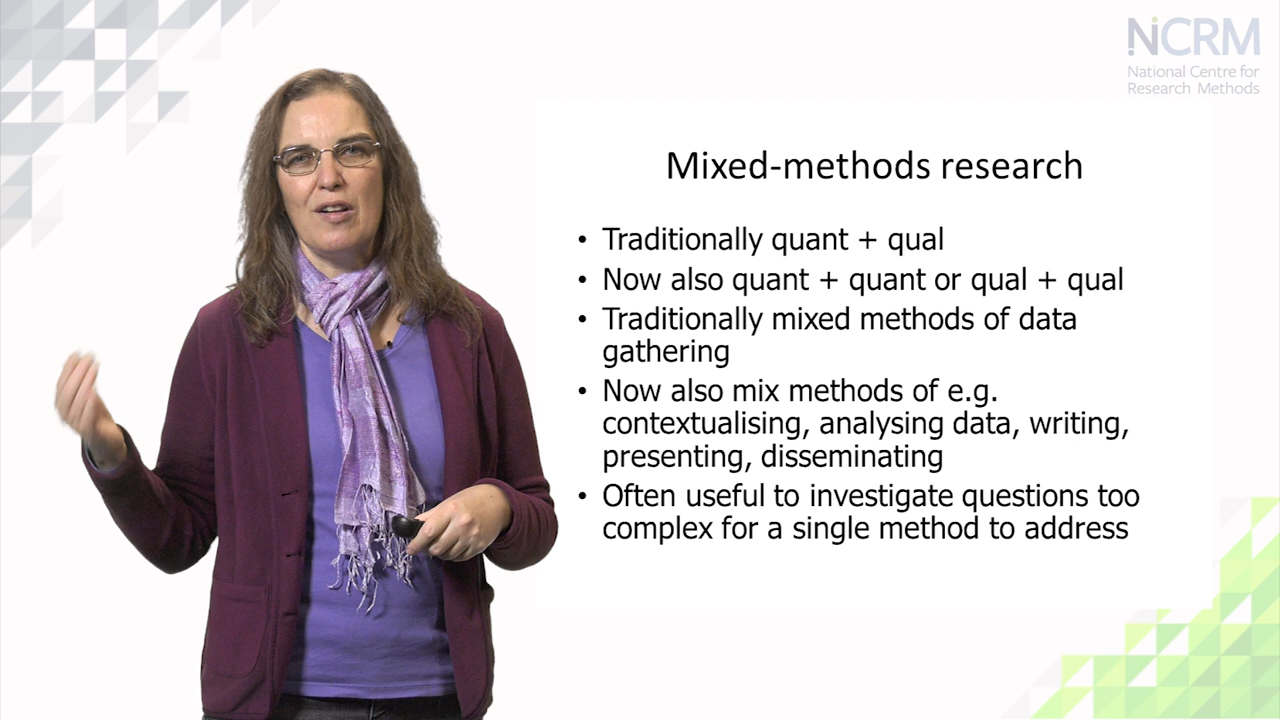 NCRM
National Centre for
Research Methods
Mixed-methods research
• Traditionally quant + qual
• Now also quant + quant or qual + qual
• Traditionally mixed methods of data
gathering
• Now also mix methods of e.g.
contextualising, analysing data, writing,
presenting, disseminating
• Often useful to investigate questions too
complex for a single method to address